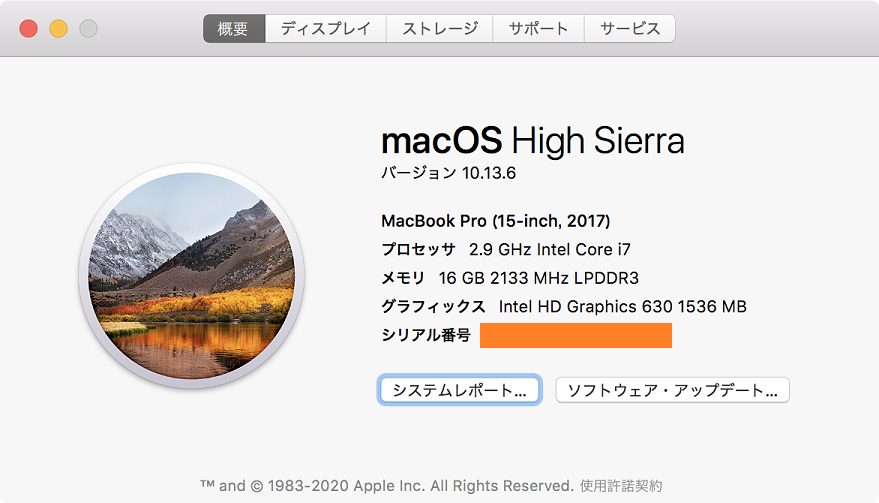 概要 ディスプレイ ストレージ サポート サービス
macOS High Sierra
バージョン 10.13.6
MacBook Pro (15-inch, 2017)
プロセッサ 2.9 GHz Intel Core i7
メモリ 16 GB 2133 MHz LPDDR3
グラフィックス Intel HD Graphics 630 1536 MB
シリアル番号
システムレポート... ソフトウェア・アップデート...
™ and © 1983-2020 Apple Inc. All Rights Reserved. 使用許諾契約